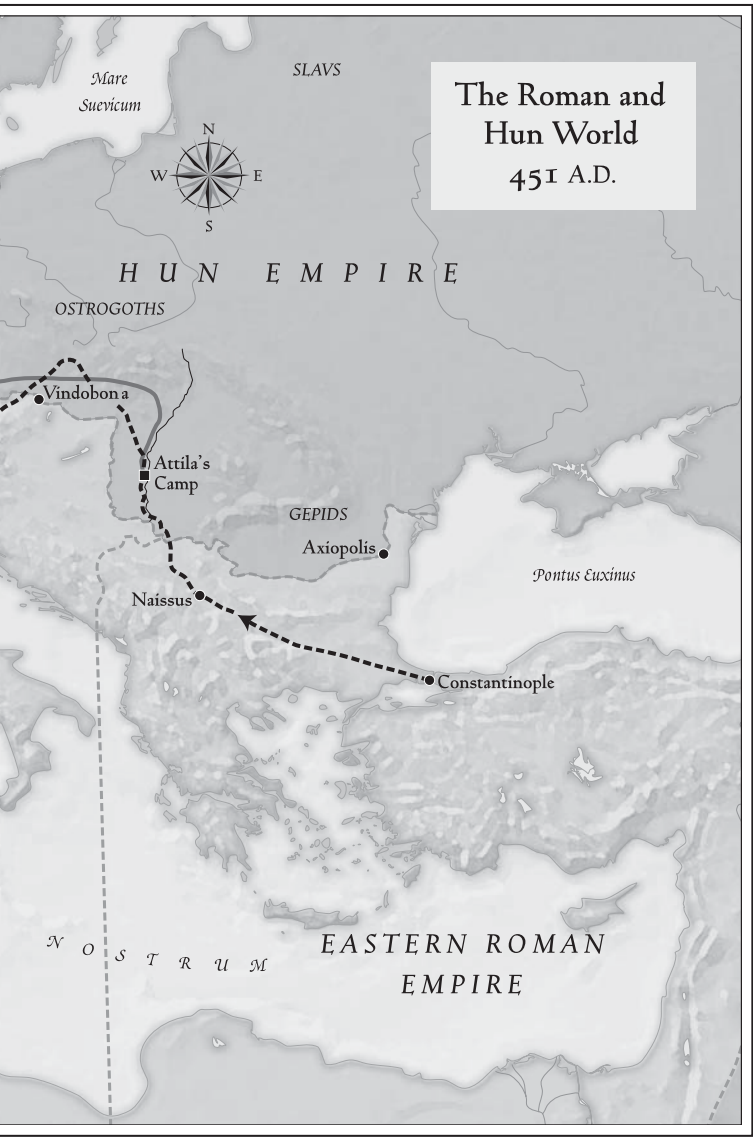 Mare
Suevicum
SLAVS
The Roman and
Hun World
451 A.D.
N
W
E
S
HUN EMPIRE
OSTROGOTHS
Vindobona
Attila's
Camp
GEPIDS
Axiopolis
Pontus Euxinus
Naissus
Constantinople
NOSTRUM
EASTERN ROMAN
EMPIRE